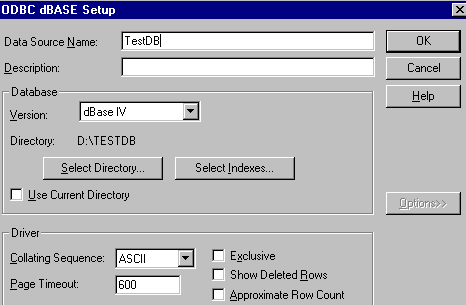 ODBC dBASE Setup
Data Source Name: TestDB
OK
Description:
Cancel
Help
Database
Version: dBase IV
Directory: D:\TESTDB
Select Directory... Select Indexes...
Use Current Directory
Options>>
Driver
Collating Sequence: ASCII Exclusive
Page Timeout: 600 Show Deleted Rows
Approximate Row Count